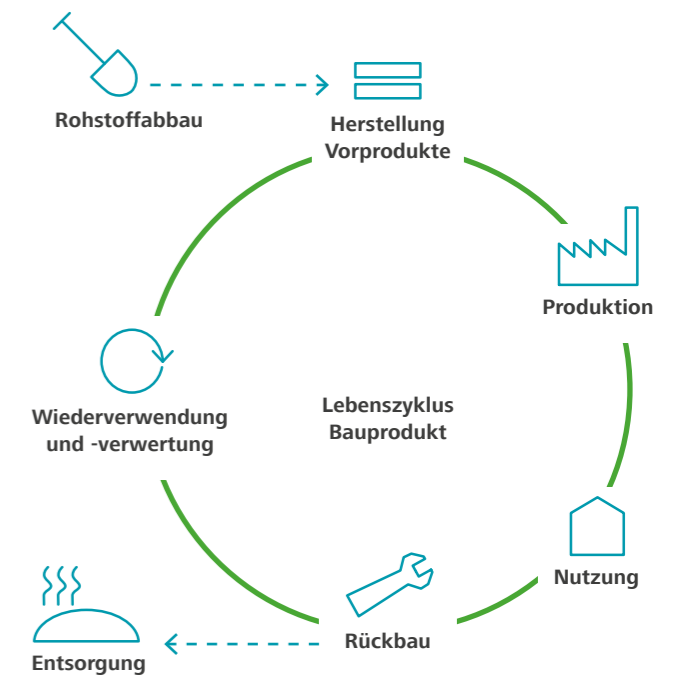 Rohstoffabbau
Herstellung
Vorprodukte
Produktion
Wiederverwendung
und -verwertung
Lebenszyklus
Bauprodukt
Nutzung
Rückbau
Entsorgung